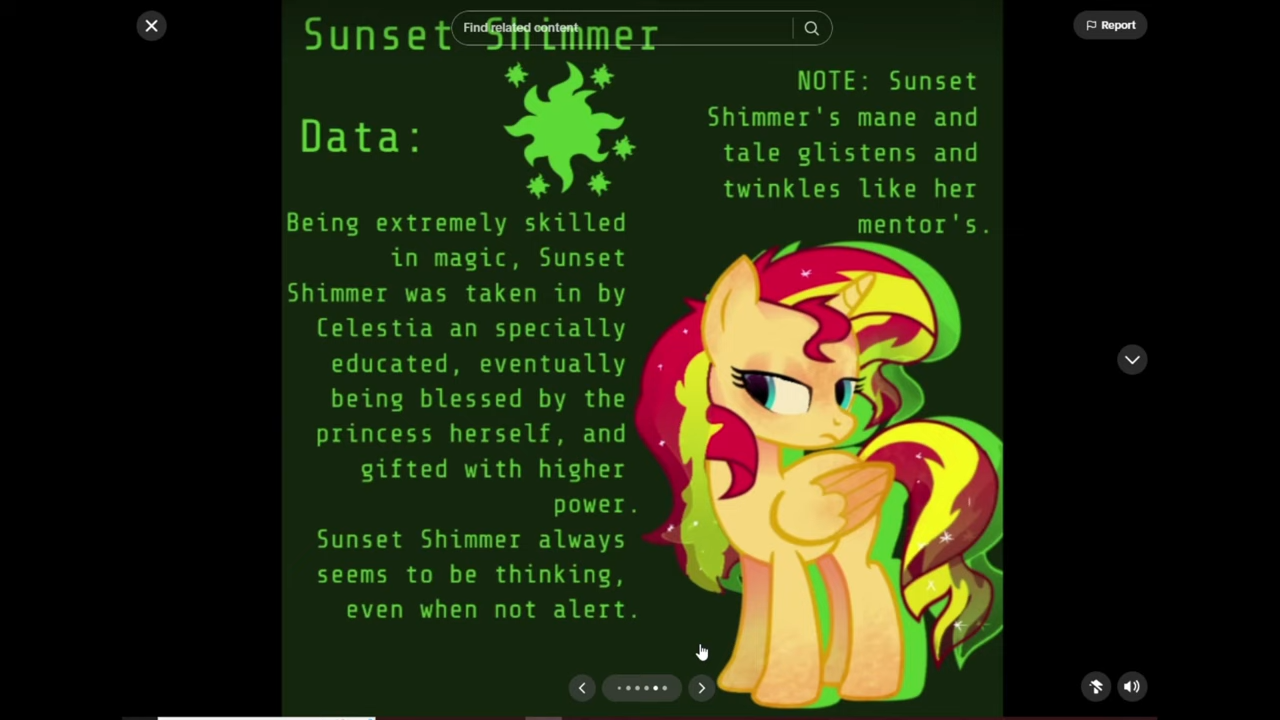 Sunset Shimmer
Find related content
Report
NOTE: Sunset
Shimmer's mane and
tale glistens and
twinkles like her
mentor's.
Data:
Being extremely skilled
in magic, Sunset
Shimmer was taken in by
Celestia an specially
educated, eventually
being blessed by the
princess herself, and
gifted with higher
power.
Sunset Shimmer always
seems to be thinking,
even when not alert.